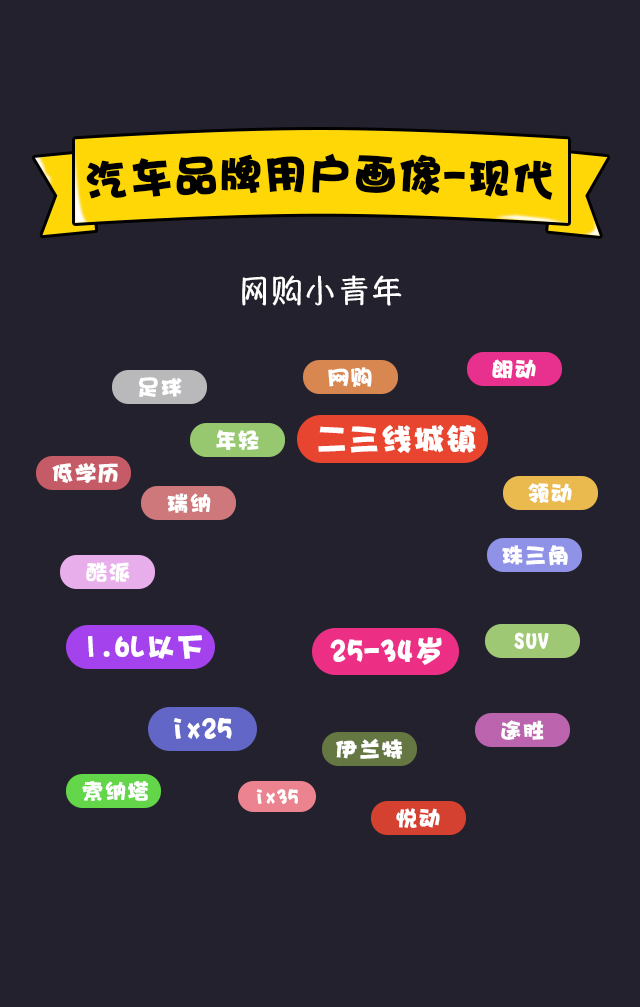 汽车品牌用户画像-现代
网购小青年
朗动
网购
足球
年轻
二三线城镇
低学历
瑞纳
领动
珠三角
酷派
1.6L以下
25-34岁
SUV
ix25
途胜
伊兰特
索纳塔
ix35
悦动